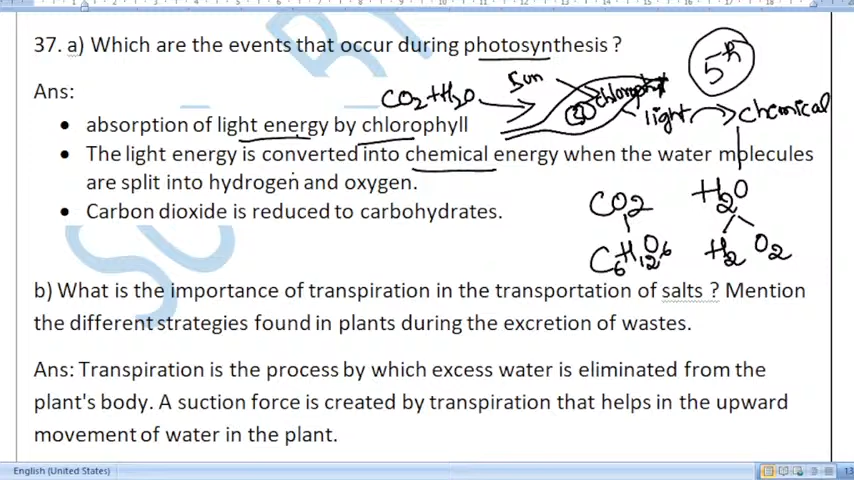 37. a) Which are the events that occur during photosynthesis ?
5
Sun
Ans:
CO2+H2O
chlorophyll
light
chemical
• absorption of light energy by chlorophyll
• The light energy is converted into chemical energy when the water molecules
are split into hydrogen and oxygen.
CO2
H2O
• Carbon dioxide is reduced to carbohydrates.
C6H12O6
H2 O2
b) What is the importance of transpiration in the transportation of salts ? Mention
the different strategies found in plants during the excretion of wastes.
Ans: Transpiration is the process by which excess water is eliminated from the
plant's body. A suction force is created by transpiration that helps in the upward
movement of water in the plant.
English (United States)